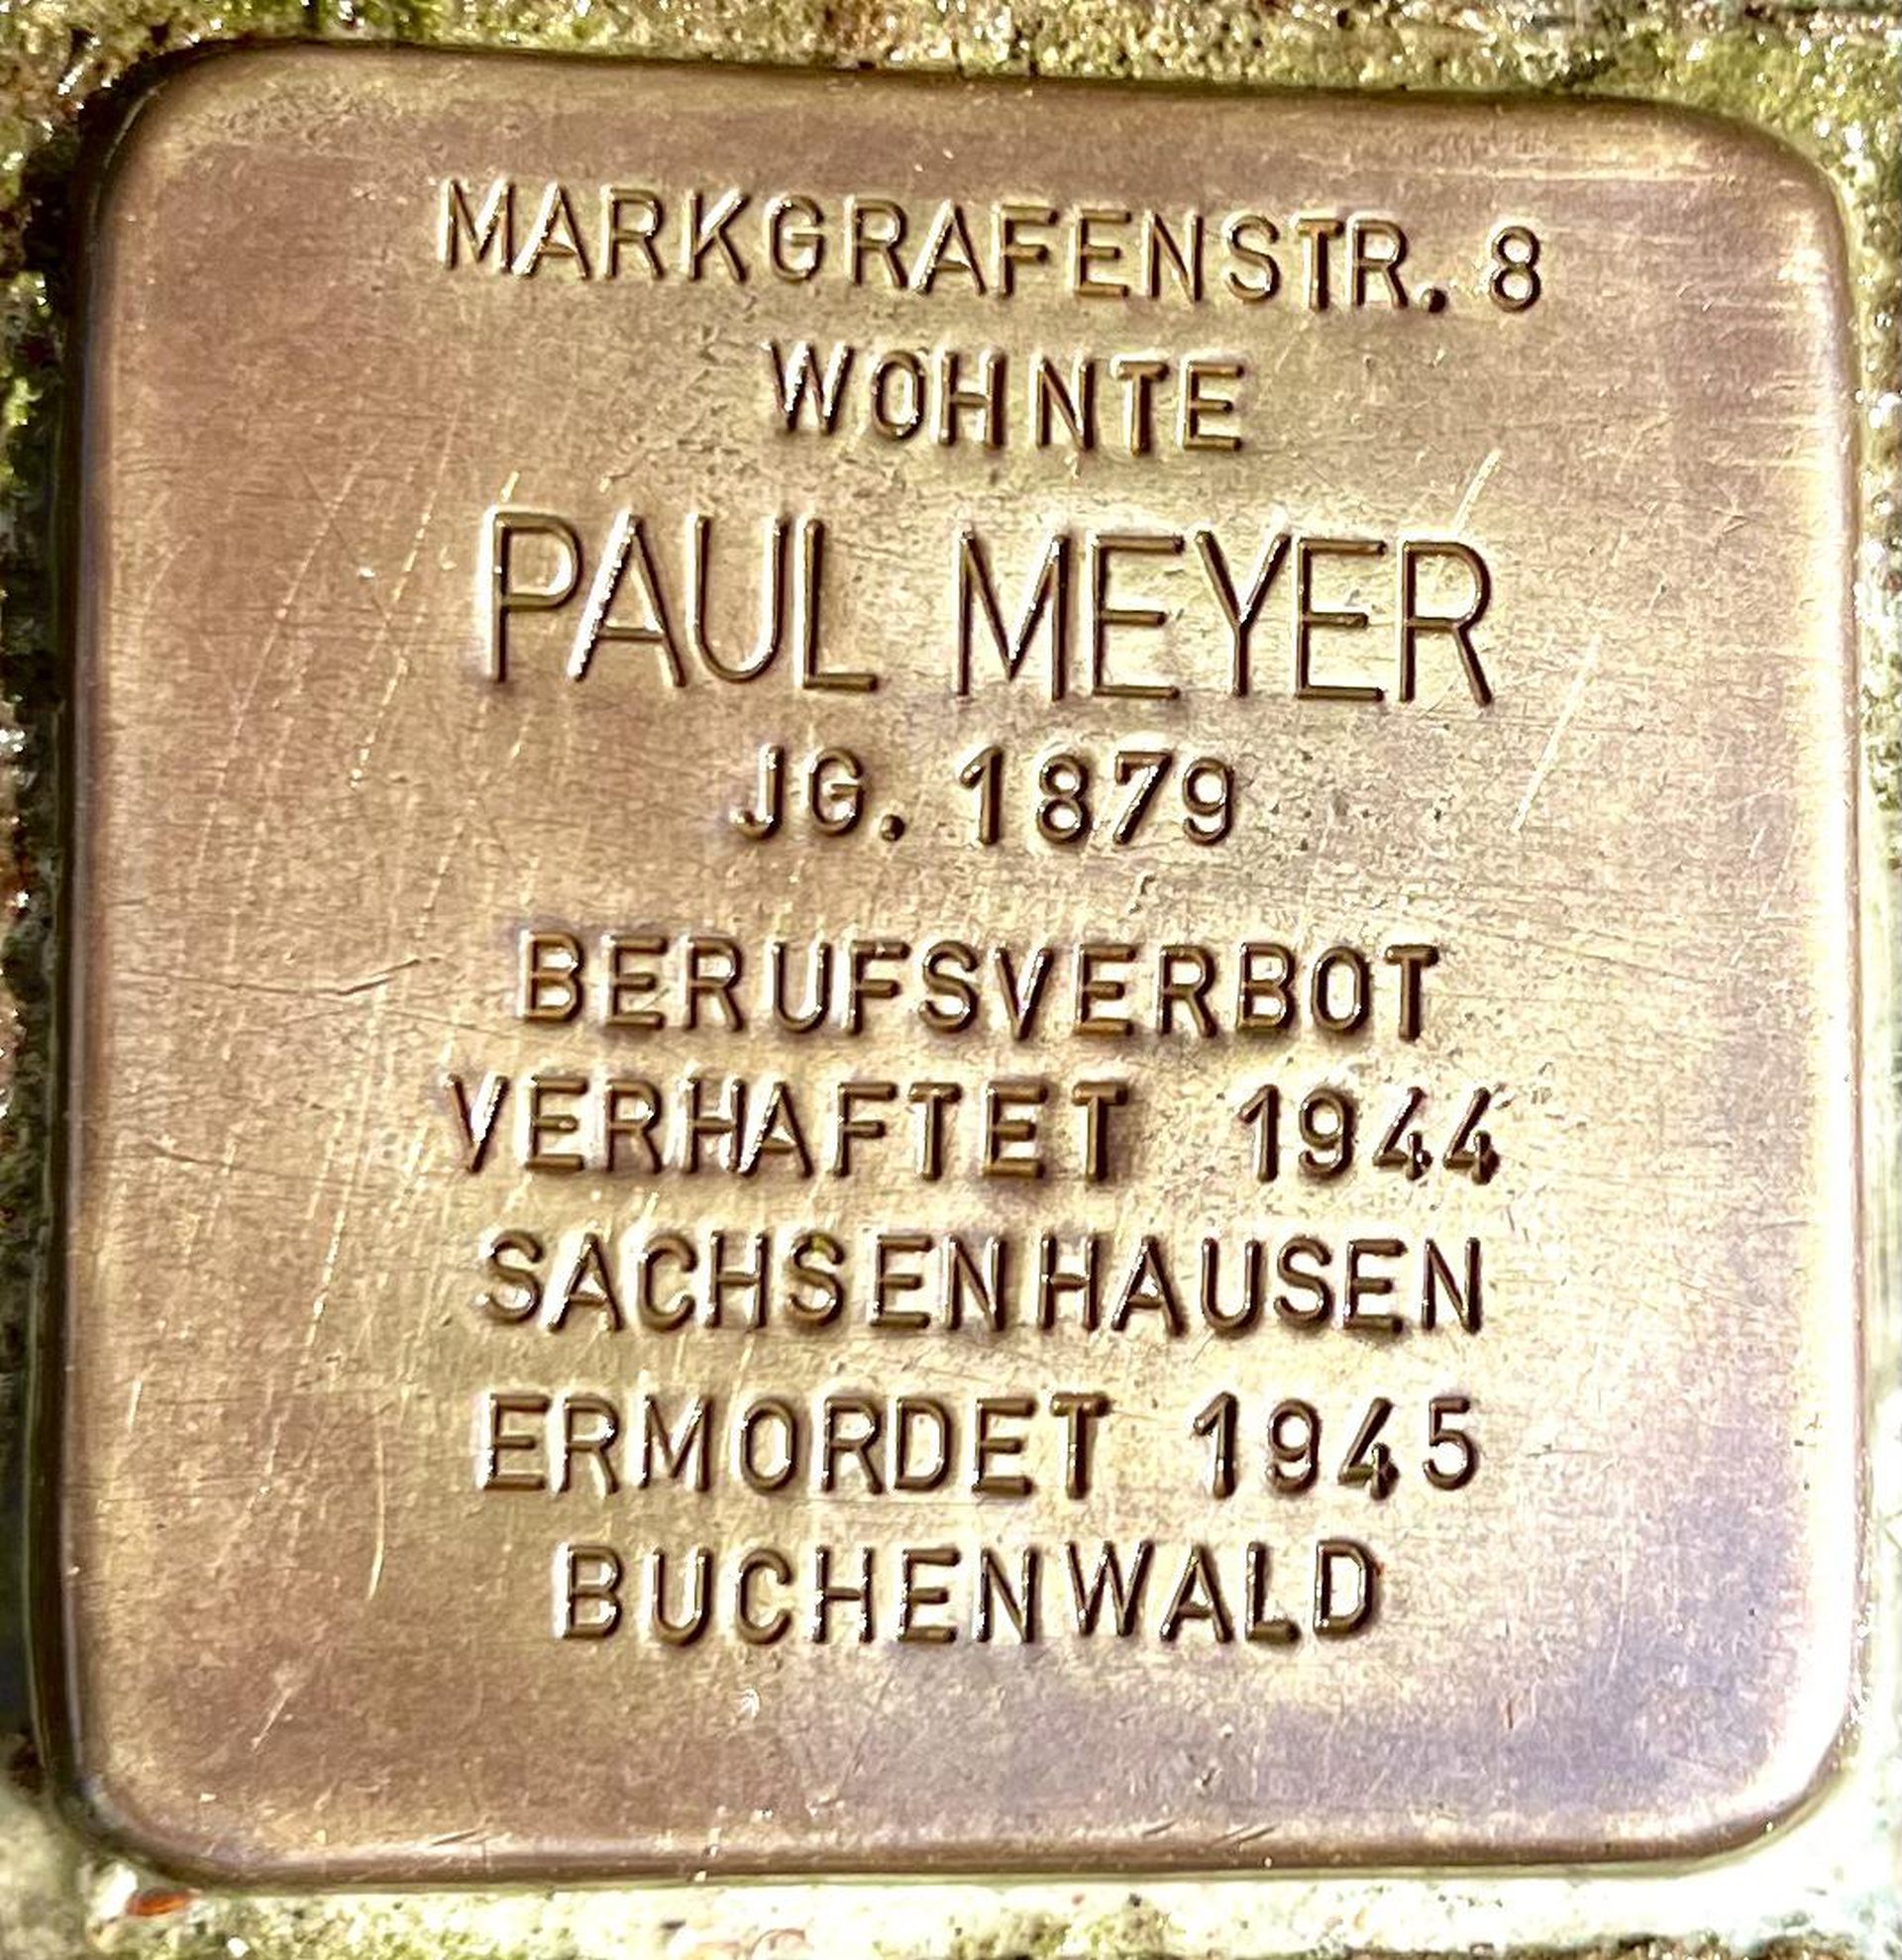 MARKGRAFENSTR. 8
WOHNTE
PAUL MEYER
JG. 1879
BERUFSVERBOT
VERHAFTET 1944
SACHSENHAUSEN
ERMORDET 1945
BUCHENWALD